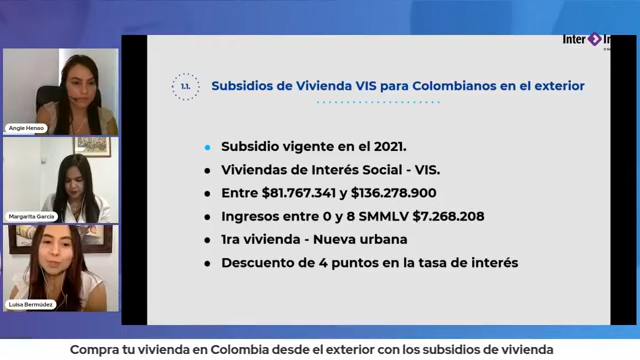 Inter
1.1.
Subsidios de Vivienda VIS para Colombianos en el exterior
Subsidio vigente en el 2021.
Viviendas de Interés Social - VIS.
Entre $81.767.341 y $136.278.900
Ingresos entre 0 y 8 SMMLV $7.268.208
1ra vivienda - Nueva urbana
Descuento de 4 puntos en la tasa de interés
Angie Henao
Margarita García
Luisa Bermúdez
Compra tu vivienda en Colombia desde el exterior con los subsidios de vivienda